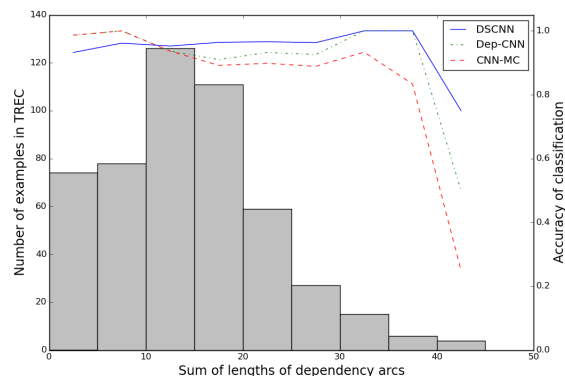 140
120
100
80
60
40
20
0
Number of examples in TREC
DSCNN
Dep-CNN
CNN-MC
1.0
0.8
0.6
0.4
0.2
0.0
Accuracy of classification
0 10 20 30 40 50
Sum of lengths of dependency arcs